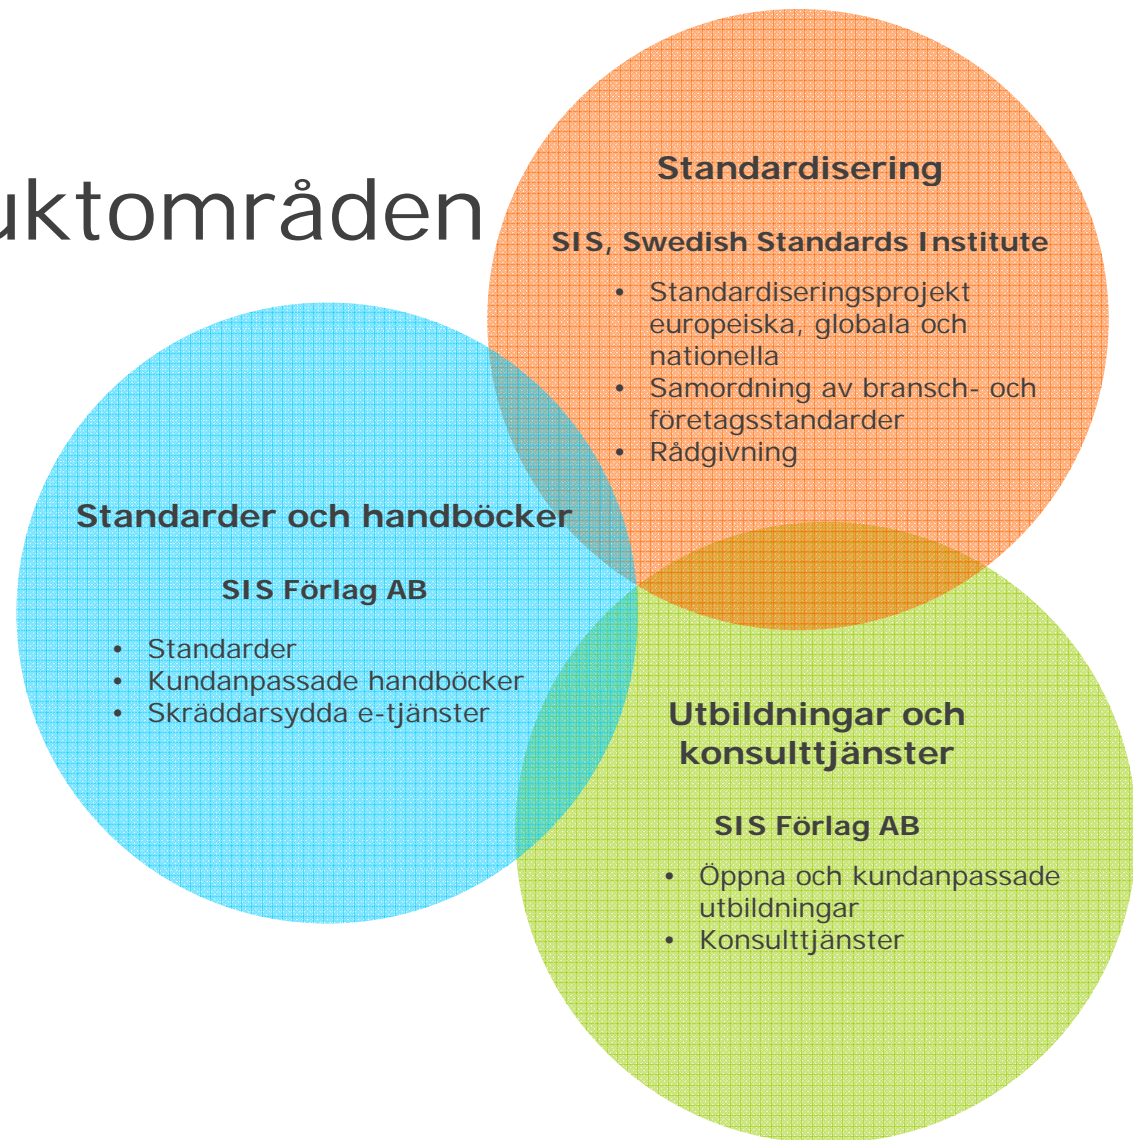 uktområden
Standardisering
SIS, Swedish Standards Institute
• Standardiseringsprojekt
europeiska, globala och
nationella
• Samordning av bransch- och
företagsstandarder
• Rådgivning
Standarder och handböcker
SIS Förlag AB
• Standarder
• Kundanpassade handböcker
• Skräddarsydda e-tjänster
Utbildningar och
konsulttjänster
SIS Förlag AB
• Öppna och kundanpassade
utbildningar
• Konsulttjänster